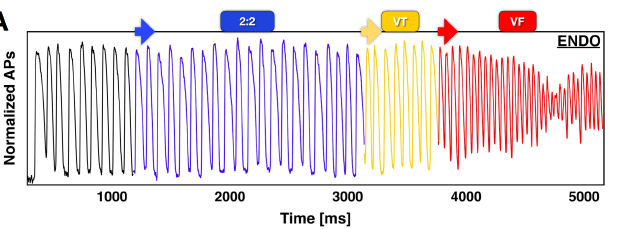 A
2:2
VT
VF
ENDO
Normalized APs
1000
2000
3000
4000
5000
Time [ms]